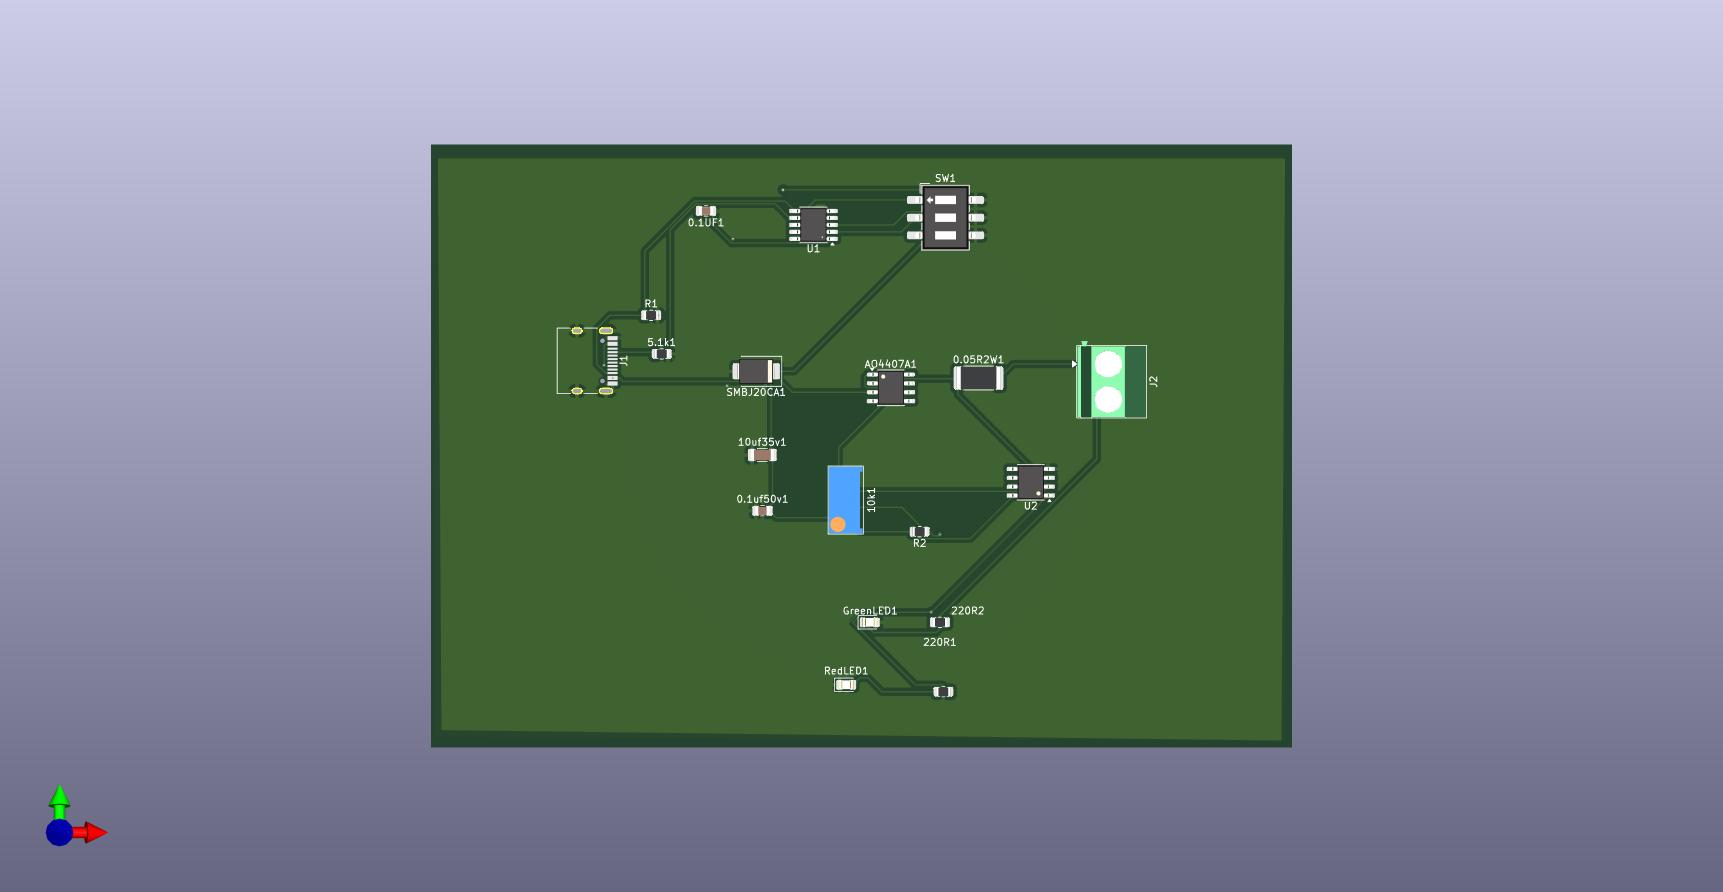 SW1
0.1UF1
U1
R1
5.1k1
J1
SMBJ20CA1
AO4407A1
0.05R2W1
J2
10uf35v1
0.1uf50v1
10k1
U2
R2
GreenLED1
220R2
220R1
RedLED1